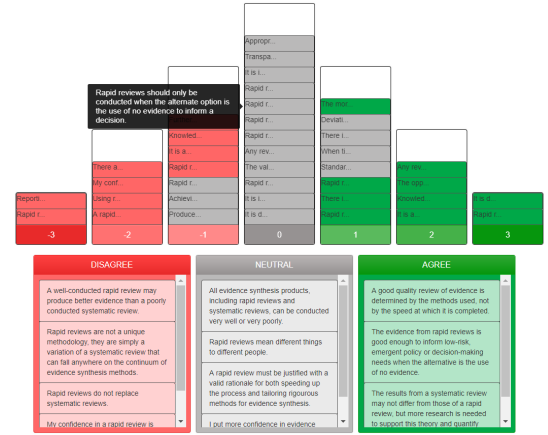 Appropr...
Transpa...
It is i...
Rapid r...
Rapid r...
Rapid r...
Any rev...
The val...
Rapid r...
It is i...
It is d...
0
Rapid reviews should only be
conducted when the alternate option is
the use of no evidence to inform a
decision.
Reporti...
Rapid r...
-3
There a...
My conf...
Using r...
A rapid...
-2
Knowled...
It is a...
Rapid r...
Rapid r...
Achievi...
Produce...
-1
The mor...
Deviati...
There i...
When ti...
Standar...
Rapid r...
There i...
Rapid r...
1
Any rev...
The opp...
Knowled...
It is a...
2
It is d...
Rapid r...
3
DISAGREE
A well-conducted rapid review may
produce better evidence than a poorly
conducted systematic review.
Rapid reviews are not a unique
methodology, they are simply a
variation of a systematic review that
can fall anywhere on the continuum of
evidence synthesis methods.
Rapid reviews do not replace
systematic reviews.
My confidence in a rapid review is
NEUTRAL
All evidence synthesis products,
including rapid reviews and
systematic reviews, can be conducted
very well or very poorly.
Rapid reviews mean different things
to different people.
A rapid review must be justified with a
valid rationale for both speeding up
the process and tailoring rigourous
methods for evidence synthesis.
I put more confidence in evidence
AGREE
A good quality review of evidence is
determined by the methods used, not
by the speed at which it is completed.
The evidence from rapid reviews is
good enough to inform low-risk,
emergent policy or decision-making
needs when the alternative is the use
of no evidence.
The results from a systematic review
may not differ from those of a rapid
review, but more research is needed
to support this theory and quantify